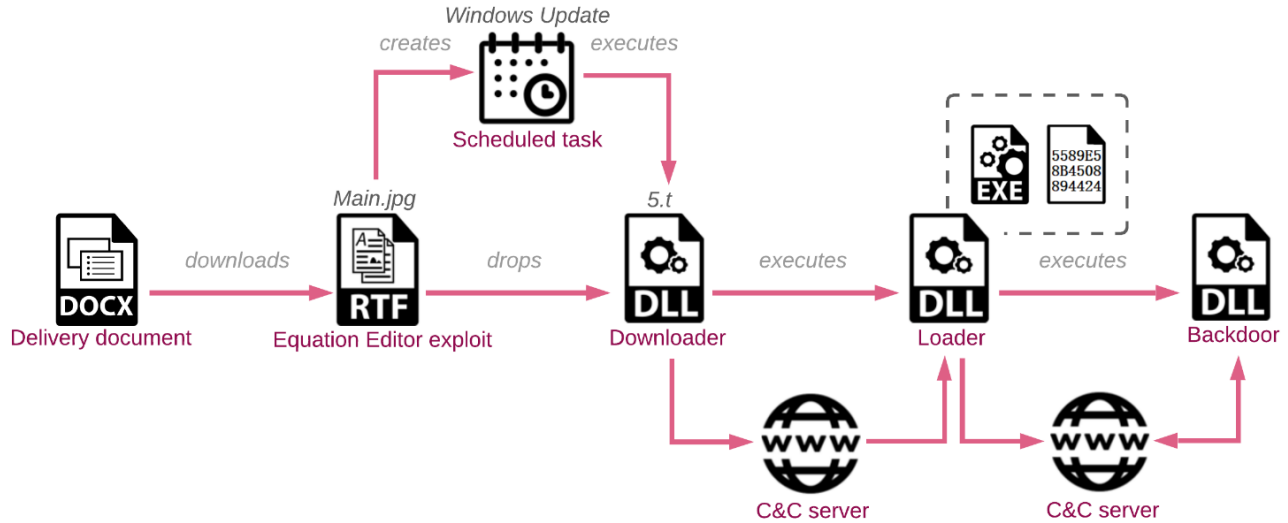 Windows Update
creates
executes
Scheduled task
EXE
5589E5
8B4508
894424
Main.jpg
5.t
downloads
drops
executes
executes
DOCX
RTF
DLL
DLL
DLL
Delivery document
Equation Editor exploit
Downloader
Loader
Backdoor
WWW
WWW
C&C server
C&C server